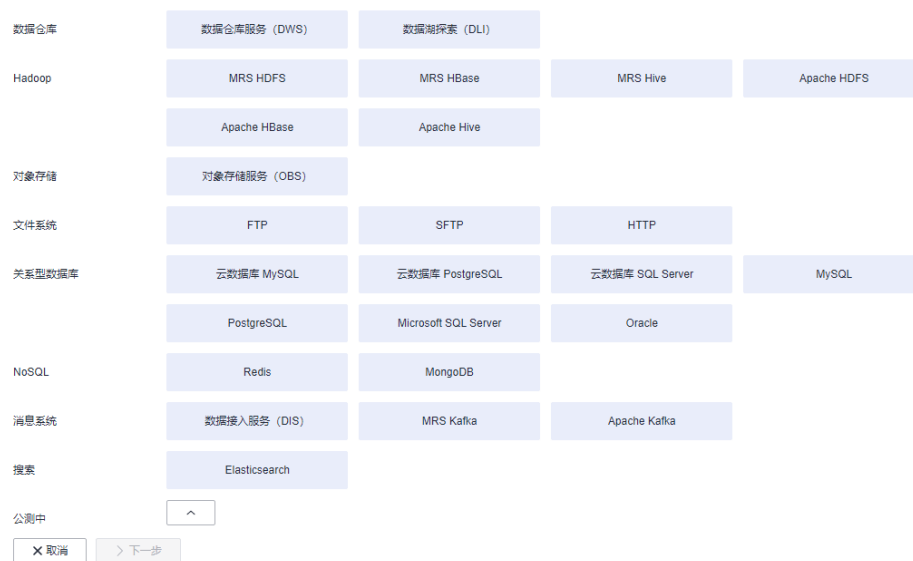 数据仓库 数据仓库服务（DWS） 数据湖探索（DLI）
Hadoop MRS HDFS MRS HBase MRS Hive Apache HDFS
Apache HBase Apache Hive
对象存储 对象存储服务（OBS）
文件系统 FTP SFTP HTTP
关系型数据库 云数据库 MySQL 云数据库 PostgreSQL 云数据库 SQL Server MySQL
PostgreSQL Microsoft SQL Server Oracle
NoSQL Redis MongoDB
消息系统 数据接入服务（DIS） MRS Kafka Apache Kafka
搜索 Elasticsearch
公测中
取消 下一步